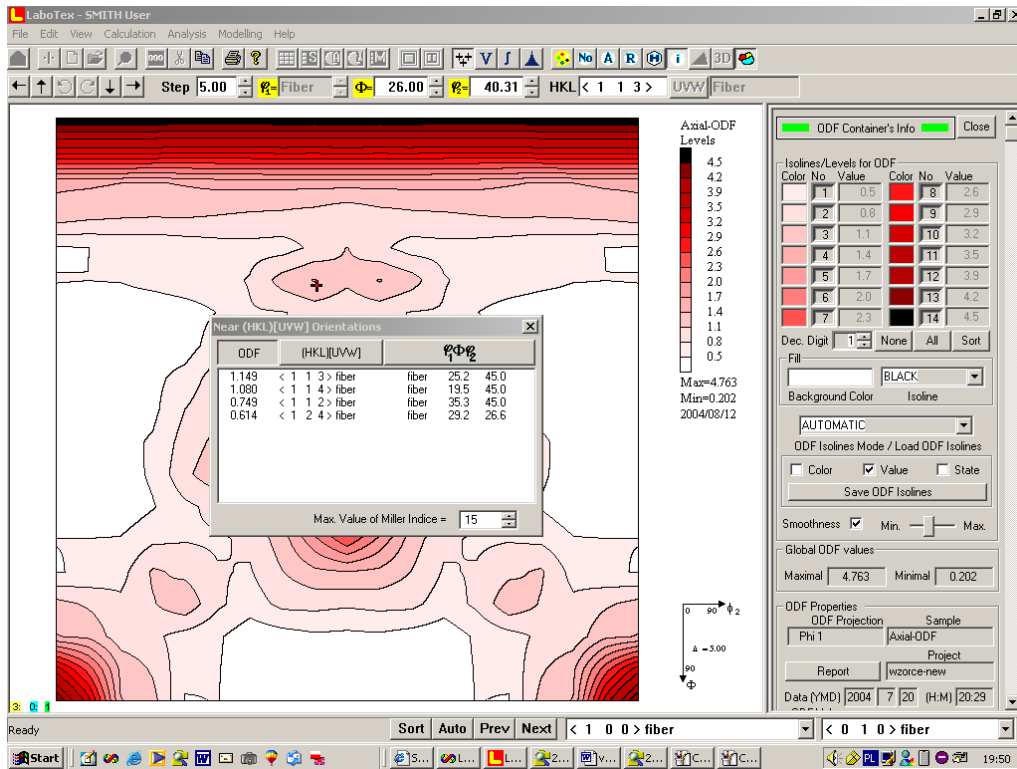 LaboTex - SMITH User
File Edit View Calculation Analysis Modelling Help
No A R H i 3D
Step 5.00 φ1= Fiber Φ= 26.00 φ2= 40.31 HKL < 1 1 3 > UVW Fiber
Axial-ODF
Levels
4.5
4.2
3.9
3.5
3.2
2.9
2.6
2.3
2.0
1.7
1.4
1.1
0.8
0.5
Max=4.763
Min=0.202
2004/08/12
0 90 ϕ2
Δ =5.00
90
Φ
Near (HKL)[UVW] Orientations
ODF (HKL)[UVW] φ1Φφ2
1.149 < 1 1 3 > fiber fiber 25.2 45.0
1.080 < 1 1 4 > fiber fiber 19.5 45.0
0.749 < 1 1 2 > fiber fiber 35.3 45.0
0.614 < 1 2 4 > fiber fiber 29.2 26.6
Max. Value of Miller Indice = 15
ODF Container's Info Close
Isolines/Levels for ODF
Color No Value Color No Value
1 0.5 8 2.6
2 0.8 9 2.9
3 1.1 10 3.2
4 1.4 11 3.5
5 1.7 12 3.9
6 2.0 13 4.2
7 2.3 14 4.5
Dec. Digit 1 None All Sort
Fill
BLACK
Background Color Isoline
AUTOMATIC
ODF Isolines Mode / Load ODF Isolines
Color Value State
Save ODF Isolines
Smoothness Min. Max.
Global ODF values
Maximal 4.763 Minimal 0.202
ODF Properties
ODF Projection Sample
Phi 1 Axial-ODF
Project
Report wzorce-new
Data (YMD) 2004 7 20 (H:M) 20:29
3: 0: 1
Ready Sort Auto Prev Next < 1 0 0 > fiber < 0 1 0 > fiber
Start S... L... L... 2... v... 2... C... C... PL 19:50